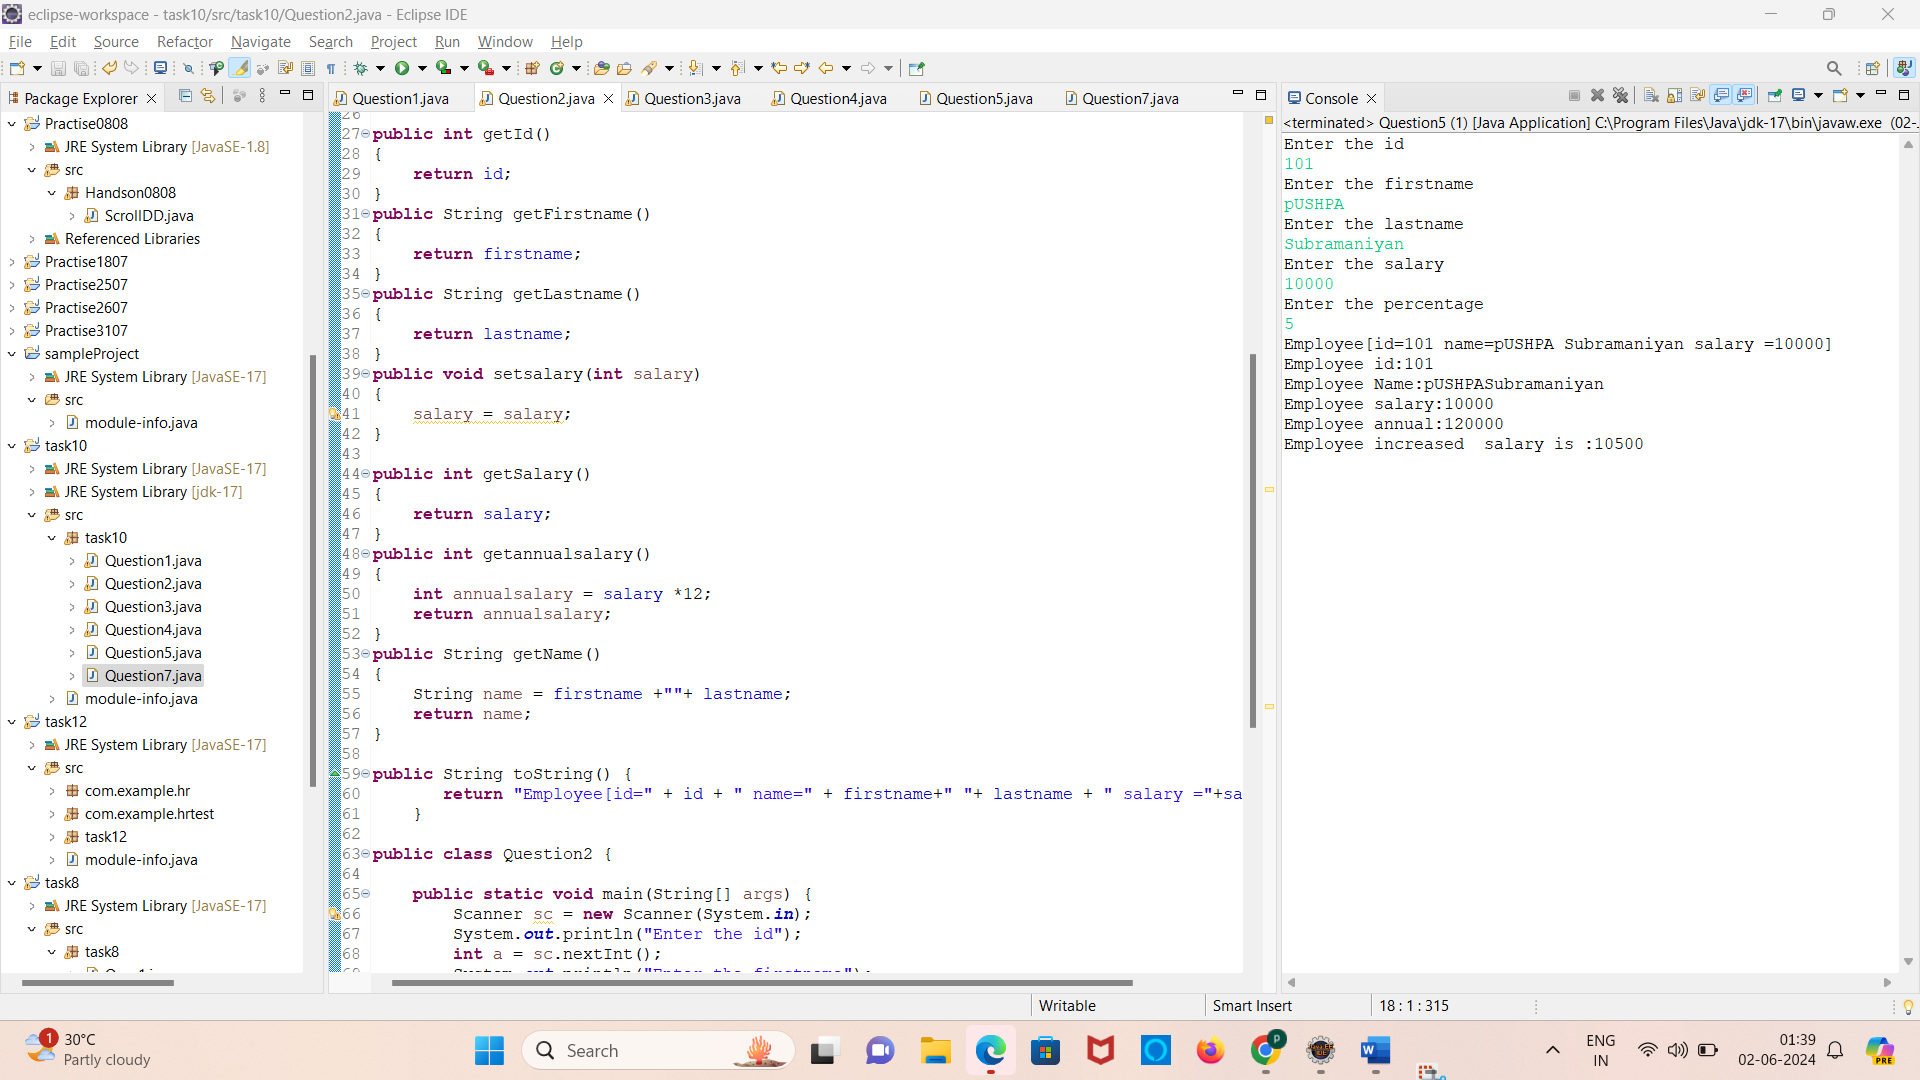 eclipse-workspace - task10/src/task10/Question2.java - Eclipse IDE
File Edit Source Refactor Navigate Search Project Run Window Help
Package Explorer
Practise0808
JRE System Library [JavaSE-1.8]
src
Handson0808
ScrollDD.java
Referenced Libraries
Practise1807
Practise2507
Practise2607
Practise3107
sampleProject
JRE System Library [JavaSE-17]
src
module-info.java
task10
JRE System Library [JavaSE-17]
JRE System Library [jdk-17]
src
task10
Question1.java
Question2.java
Question3.java
Question4.java
Question5.java
Question7.java
module-info.java
task12
JRE System Library [JavaSE-17]
src
com.example.hr
com.example.hrtest
task12
module-info.java
task8
JRE System Library [JavaSE-17]
src
task8
Question1.java Question2.java Question3.java Question4.java Question5.java Question7.java
26
27 public int getId()
28 {
29 return id;
30 }
31 public String getFirstname()
32 {
33 return firstname;
34 }
35 public String getLastname()
36 {
37 return lastname;
38 }
39 public void setsalary(int salary)
40 {
41 salary = salary;
42 }
43
44 public int getSalary()
45 {
46 return salary;
47 }
48 public int getannualsalary()
49 {
50 int annualsalary = salary *12;
51 return annualsalary;
52 }
53 public String getName()
54 {
55 String name = firstname +""+ lastname;
56 return name;
57 }
58
59 public String toString() {
60 return "Employee[id=" + id + " name=" + firstname+" "+ lastname + " salary ="+sa
61 }
62
63 public class Question2 {
64
65 public static void main(String[] args) {
66 Scanner sc = new Scanner(System.in);
67 System.out.println("Enter the id");
68 int a = sc.nextInt();
69 System.out.println("Enter the firstname");
Console
<terminated> Question5 (1) [Java Application] C:\Program Files\Java\jdk-17\bin\javaw.exe (02-
Enter the id
101
Enter the firstname
pUSHPA
Enter the lastname
Subramaniyan
Enter the salary
10000
Enter the percentage
5
Employee[id=101 name=pUSHPA Subramaniyan salary =10000]
Employee id:101
Employee Name:pUSHPASubramaniyan
Employee salary:10000
Employee annual:120000
Employee increased  salary is :10500
Writable Smart Insert 18 : 1 : 315
1
30°C
Partly cloudy
Search
P
W
PRE
ENG
IN
01:39
02-06-2024